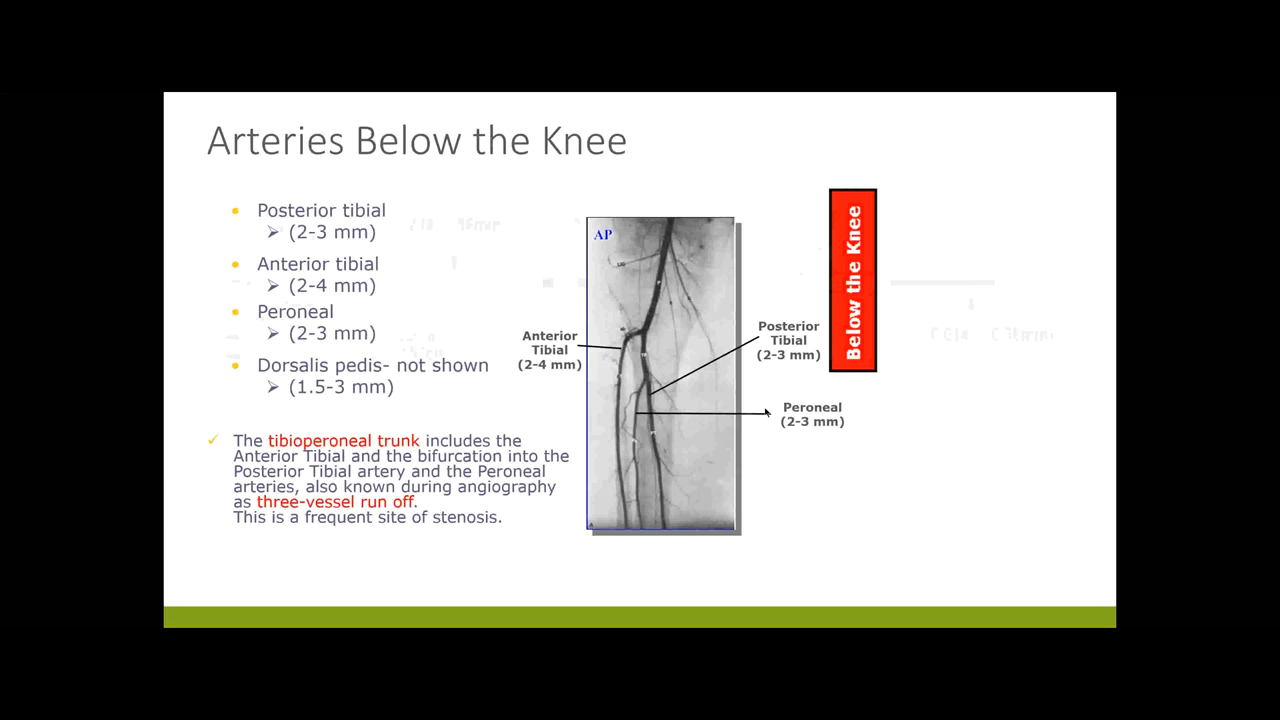 Arteries Below the Knee
• Posterior tibial
➢ (2-3 mm)
• Anterior tibial
➢ (2-4 mm)
• Peroneal
➢ (2-3 mm)
• Dorsalis pedis- not shown
➢ (1.5-3 mm)
✓ The tibioperoneal trunk includes the
Anterior Tibial and the bifurcation into the
Posterior Tibial artery and the Peroneal
arteries, also known during angiography
as three-vessel run off.
This is a frequent site of stenosis.
AP
Anterior
Tibial
(2-4 mm)
Posterior
Tibial
(2-3 mm)
Peroneal
(2-3 mm)
Below the Knee